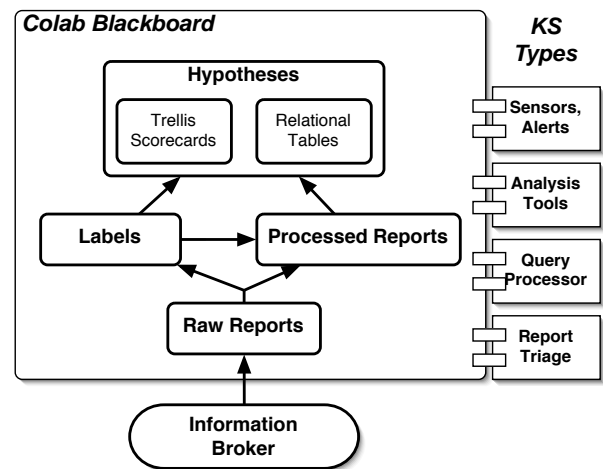 Colab Blackboard
Hypotheses
Trellis
Scorecards
Relational
Tables
Labels
Processed Reports
Raw Reports
Information
Broker
KS
Types
Sensors,
Alerts
Analysis
Tools
Query
Processor
Report
Triage